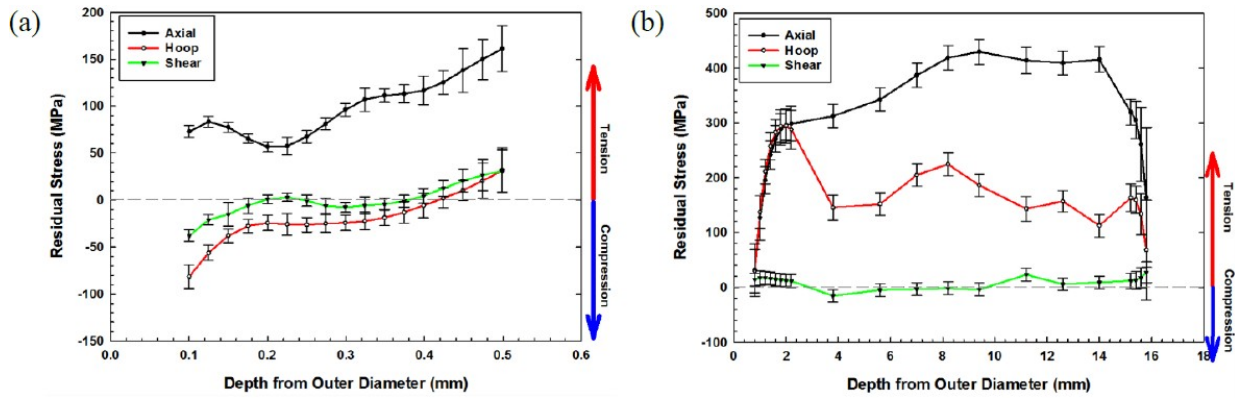 (a)
200
150
100
50
0
-50
-100
-150
Residual Stress (MPa)
Axial
Hoop
Shear
0.0 0.1 0.2 0.3 0.4 0.5 0.6
Depth from Outer Diameter (mm)
Tension
Compression
(b)
500
400
300
200
100
0
-100
Residual Stress (MPa)
Axial
Hoop
Shear
0 2 4 6 8 10 12 14 16 18
Depth from Outer Diameter (mm)
Tension
Compression